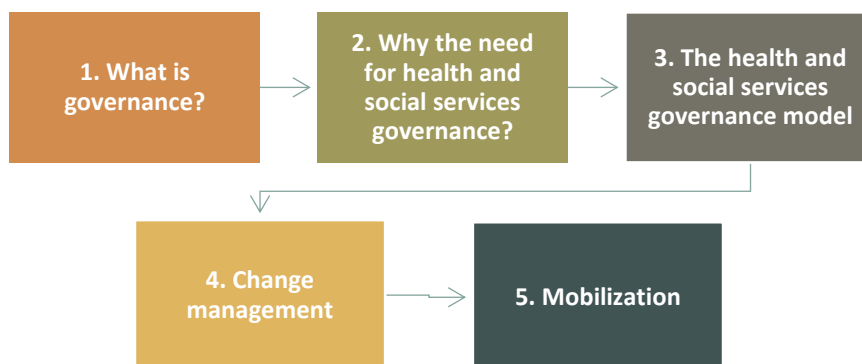 1. What is
governance?
2. Why the need
for health and
social services
governance?
3. The health and
social services
governance model
4. Change
management
5. Mobilization